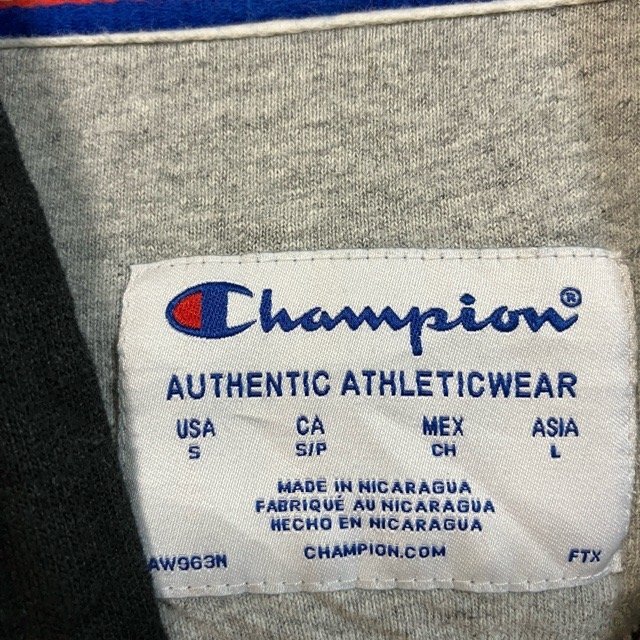 Champion®
AUTHENTIC ATHLETICWEAR
USA CA MEX ASIA
S S/P CH L
MADE IN NICARAGUA
FABRIQUÉ AU NICARAGUA
HECHO EN NICARAGUA
AW963N CHAMPION.COM FTX